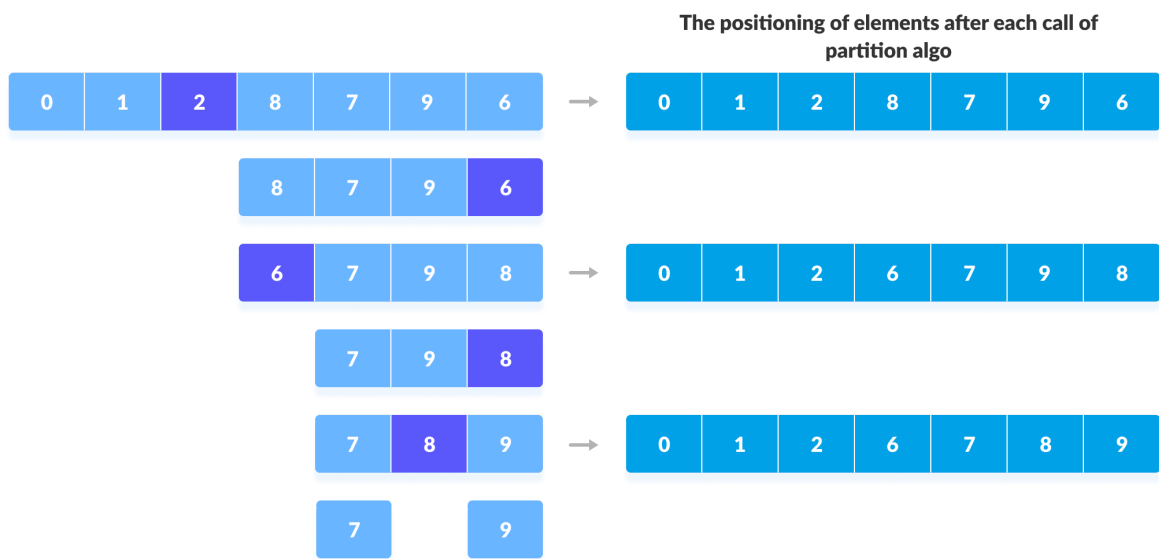 The positioning of elements after each call of
partition algo
0 1 2 8 7 9 6 0 1 2 8 7 9 6
8 7 9 6
6 7 9 8 0 1 2 6 7 9 8
7 9 8
7 8 9 0 1 2 6 7 8 9
7 9